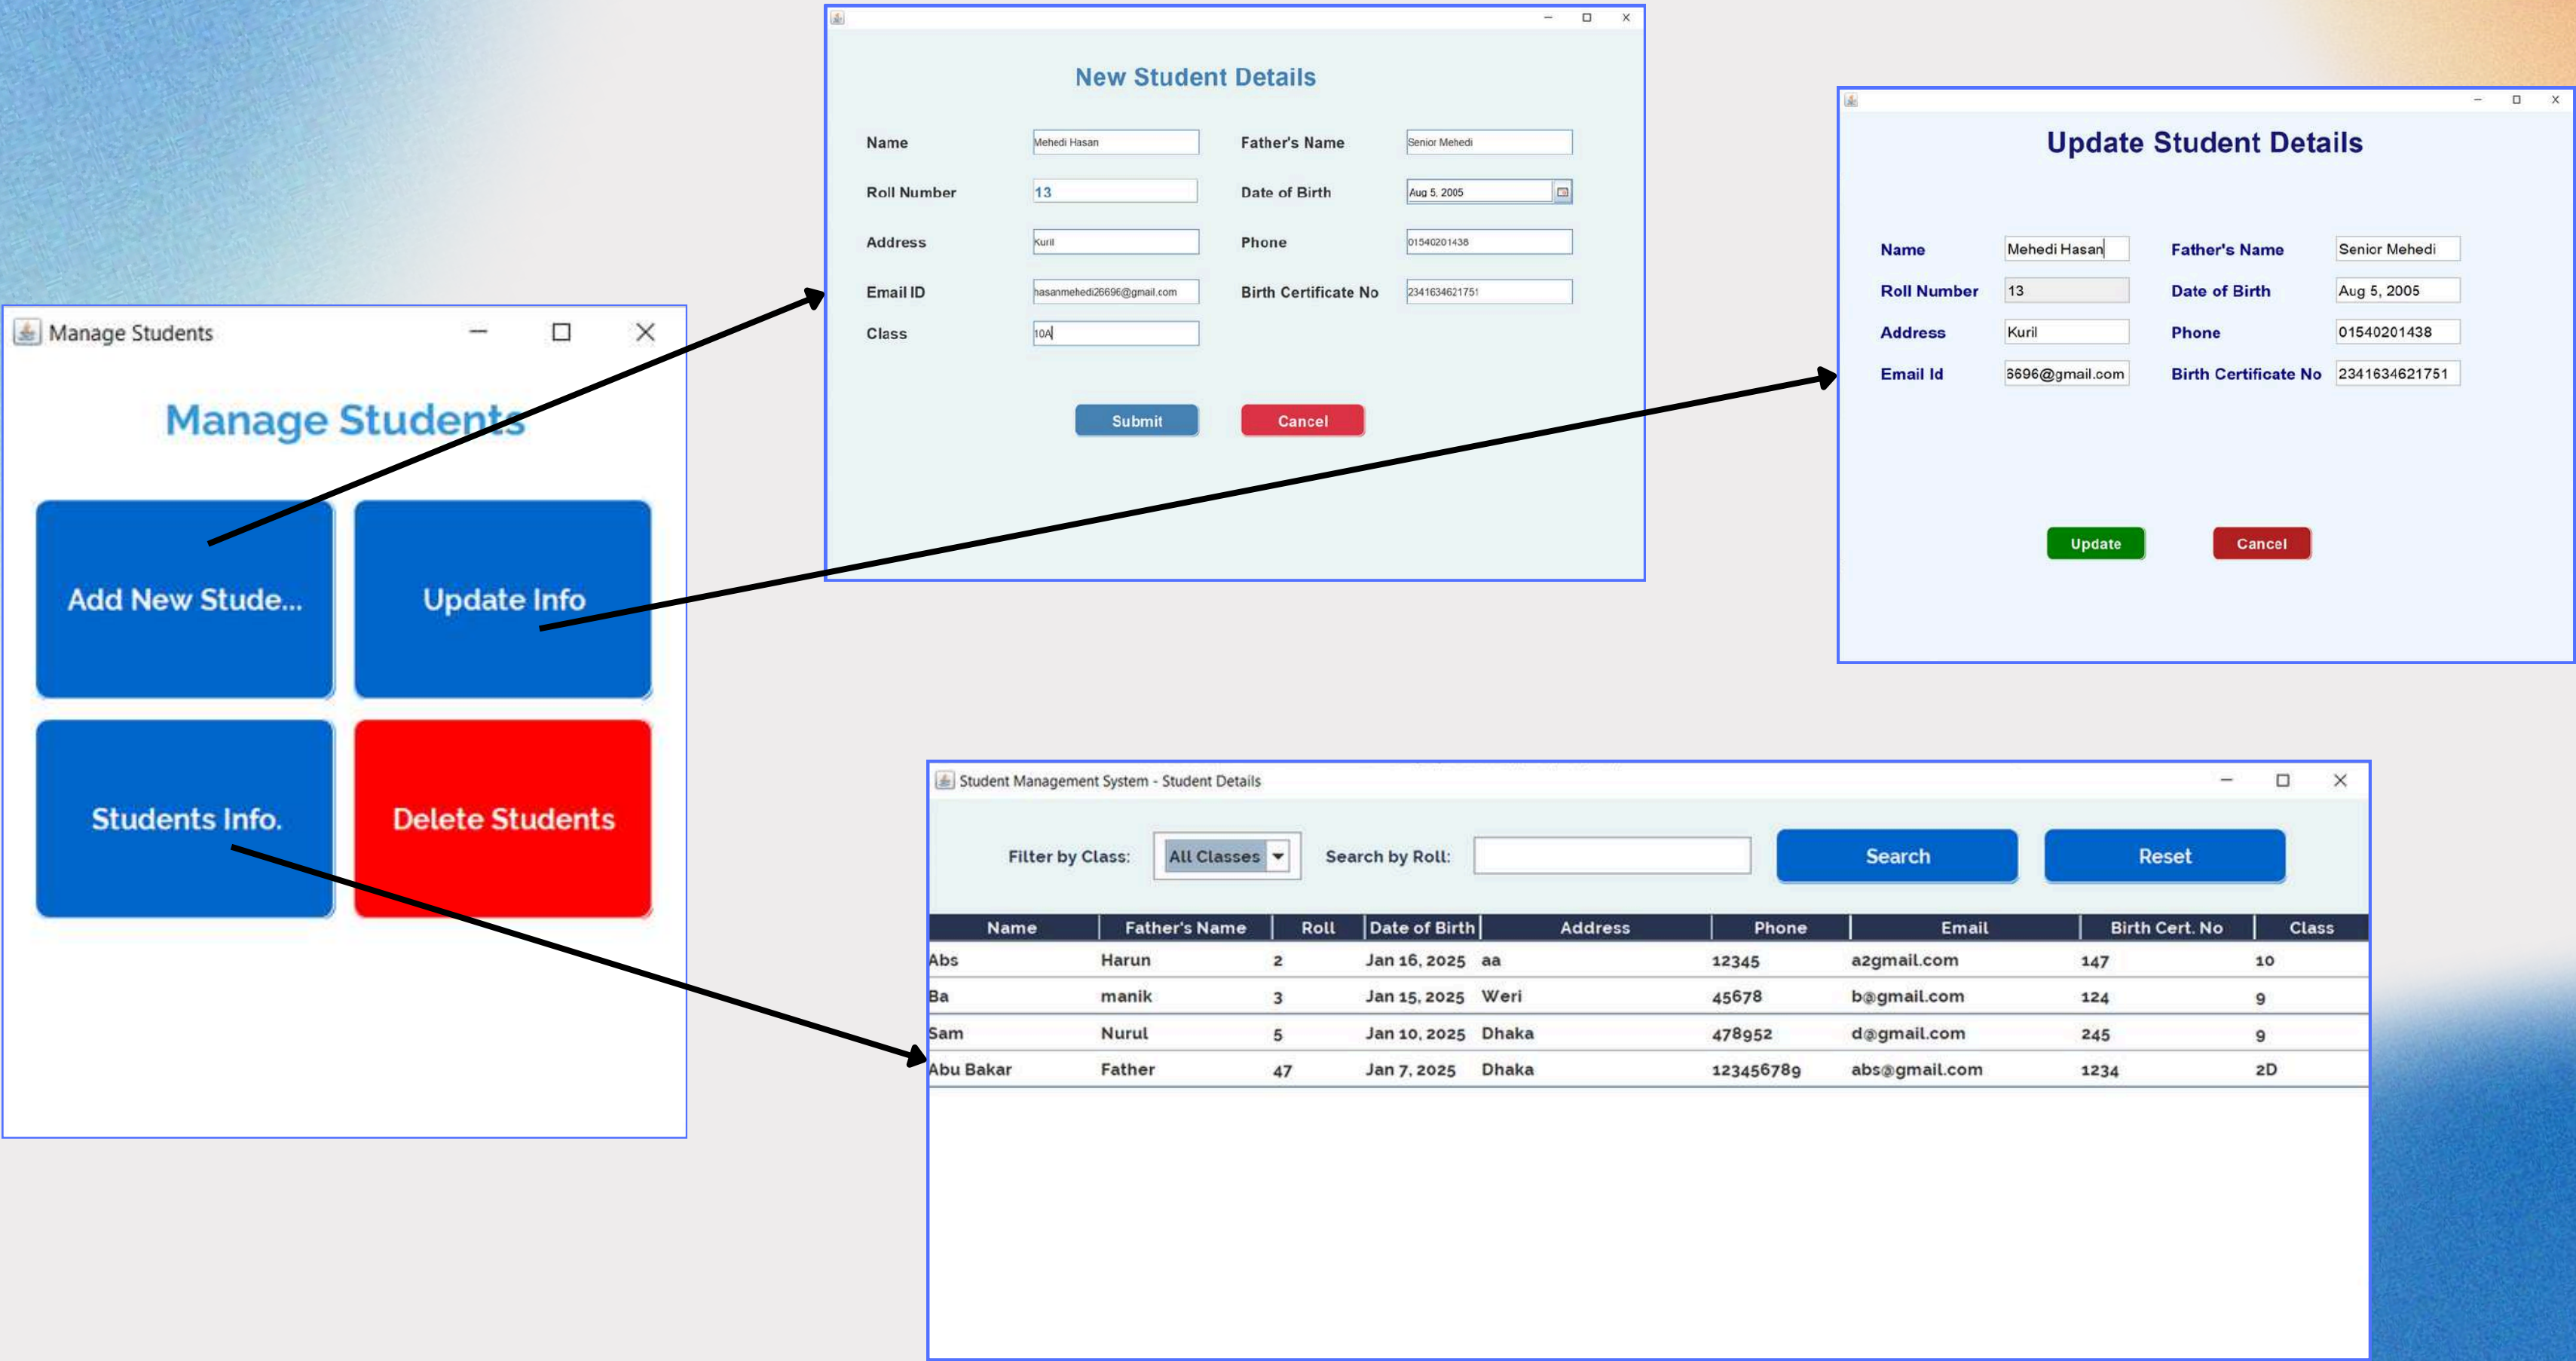 Manage Students
Manage Students
Add New Stude...
Update Info
Students Info.
Delete Students
New Student Details
Name Mehedi Hasan Father's Name Senior Mehedi
Roll Number 13 Date of Birth Aug 5, 2005
Address Kuril Phone 01540201438
Email ID hasanmehedi26696@gmail.com Birth Certificate No 2341634621751
Class 10A
Submit Cancel
Update Student Details
Name Mehedi Hasan Father's Name Senior Mehedi
Roll Number 13 Date of Birth Aug 5, 2005
Address Kuril Phone 01540201438
Email Id 6696@gmail.com Birth Certificate No 2341634621751
Update Cancel
Student Management System - Student Details
Filter by Class: All Classes Search by Roll: Search Reset
Name Father's Name Roll Date of Birth Address Phone Email Birth Cert. No Class
Abs Harun 2 Jan 16, 2025 aa 12345 a2gmail.com 147 10
Ba manik 3 Jan 15, 2025 Weri 45678 b@gmail.com 124 9
Sam Nurul 5 Jan 10, 2025 Dhaka 478952 d@gmail.com 245 9
Abu Bakar Father 47 Jan 7, 2025 Dhaka 123456789 abs@gmail.com 1234 2D